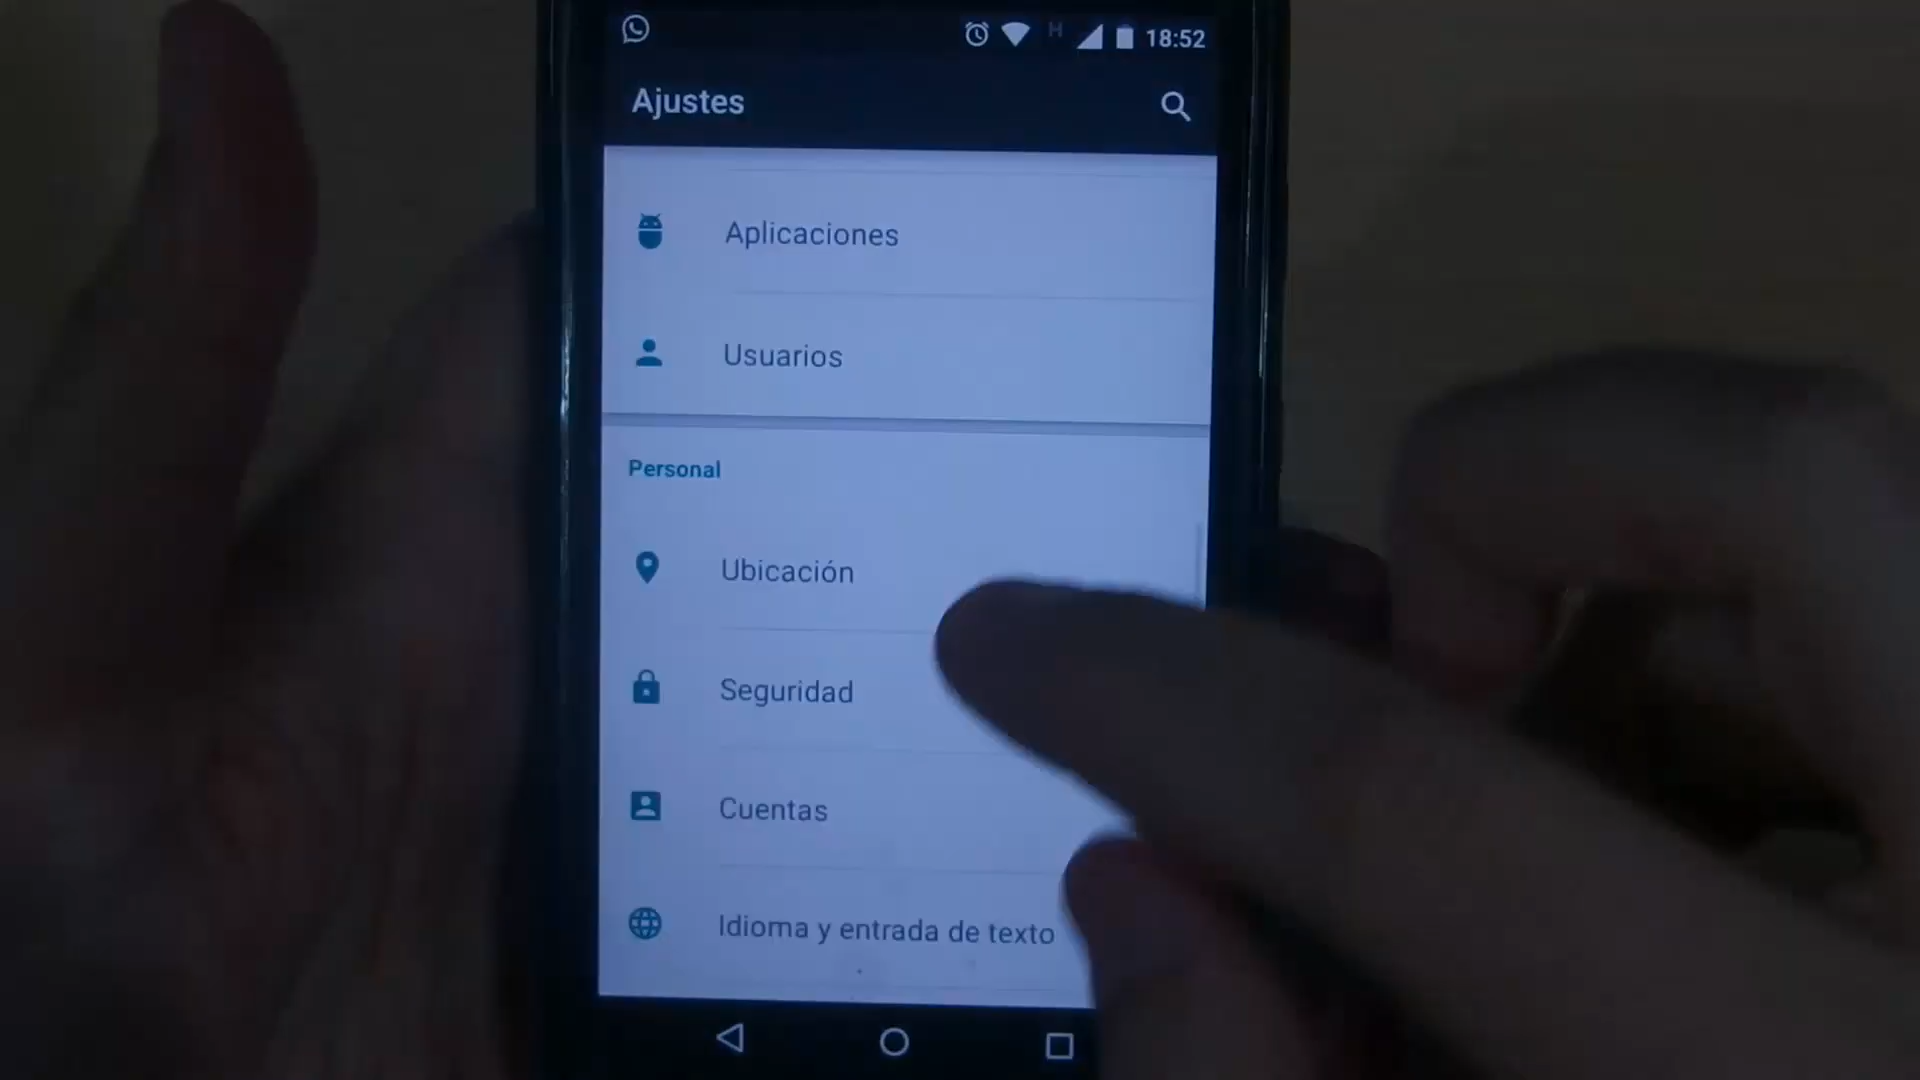 H 18:52
Ajustes
Aplicaciones
Usuarios
Personal
Ubicación
Seguridad
Cuentas
Idioma y entrada de texto